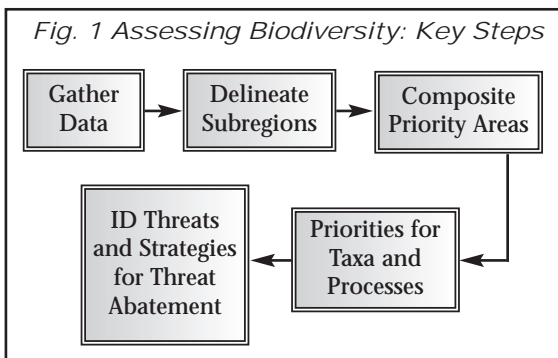 Fig. 1 Assessing Biodiversity: Key Steps
Gather
Data
Delineate
Subregions
Composite
Priority Areas
Priorities for
Taxa and
Processes
ID Threats
and Strategies
for Threat
Abatement